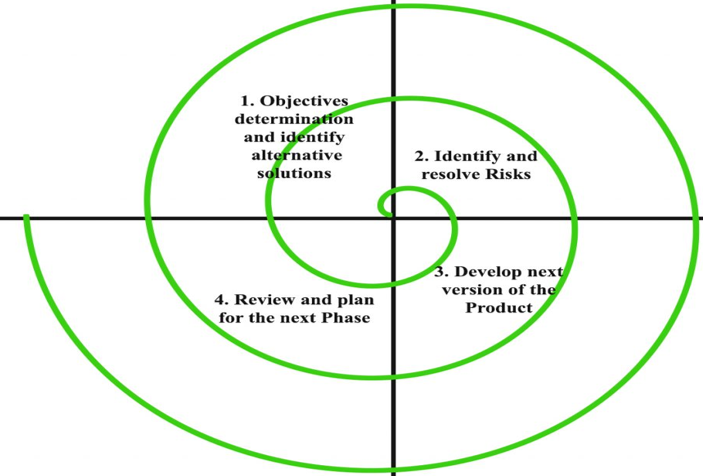 1. Objectives
determination
and identify
alternative
solutions
2. Identify and
resolve Risks
3. Develop next
version of the
Product
4. Review and plan
for the next Phase